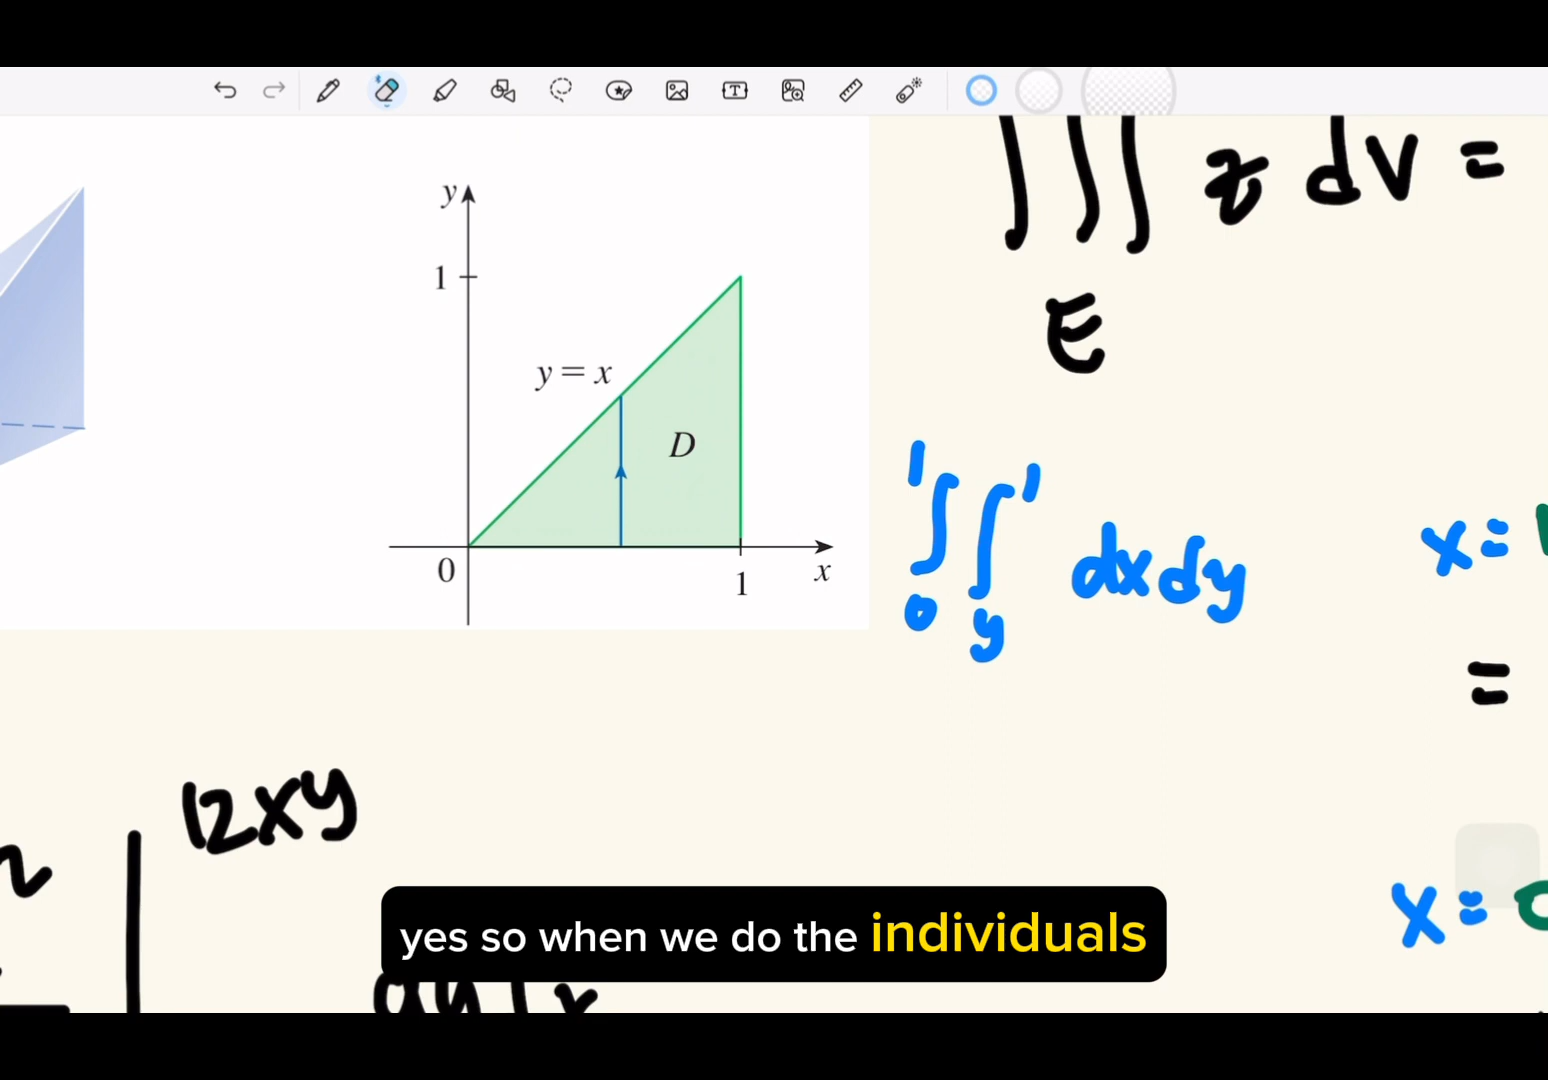 y
1
y = x
D
0
1
x
∭ z dV =
E
1 1
∫∫ dx dy
0 y
x =
=
12xy
x =
yes so when we do the individuals